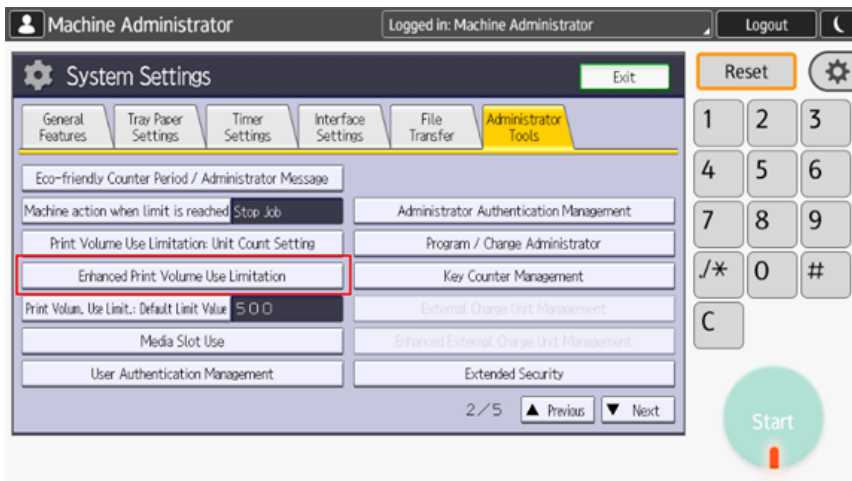 Machine Administrator
Logged in: Machine Administrator
Logout
System Settings
Exit
General Features
Tray Paper Settings
Timer Settings
Interface Settings
File Transfer
Administrator Tools
Eco-friendly Counter Period / Administrator Message
Machine action when limit is reached Stop Job
Administrator Authentication Management
Print Volume Use Limitation: Unit Count Setting
Program / Change Administrator
Enhanced Print Volume Use Limitation
Key Counter Management
Print Volum. Use Limit.: Default Limit Value 500
External Charge Unit Management
Media Slot Use
Enhanced External Charge Unit Management
User Authentication Management
Extended Security
2/5 ▲ Previous ▼ Next
Reset
1 2 3
4 5 6
7 8 9
./* 0 #
C
Start